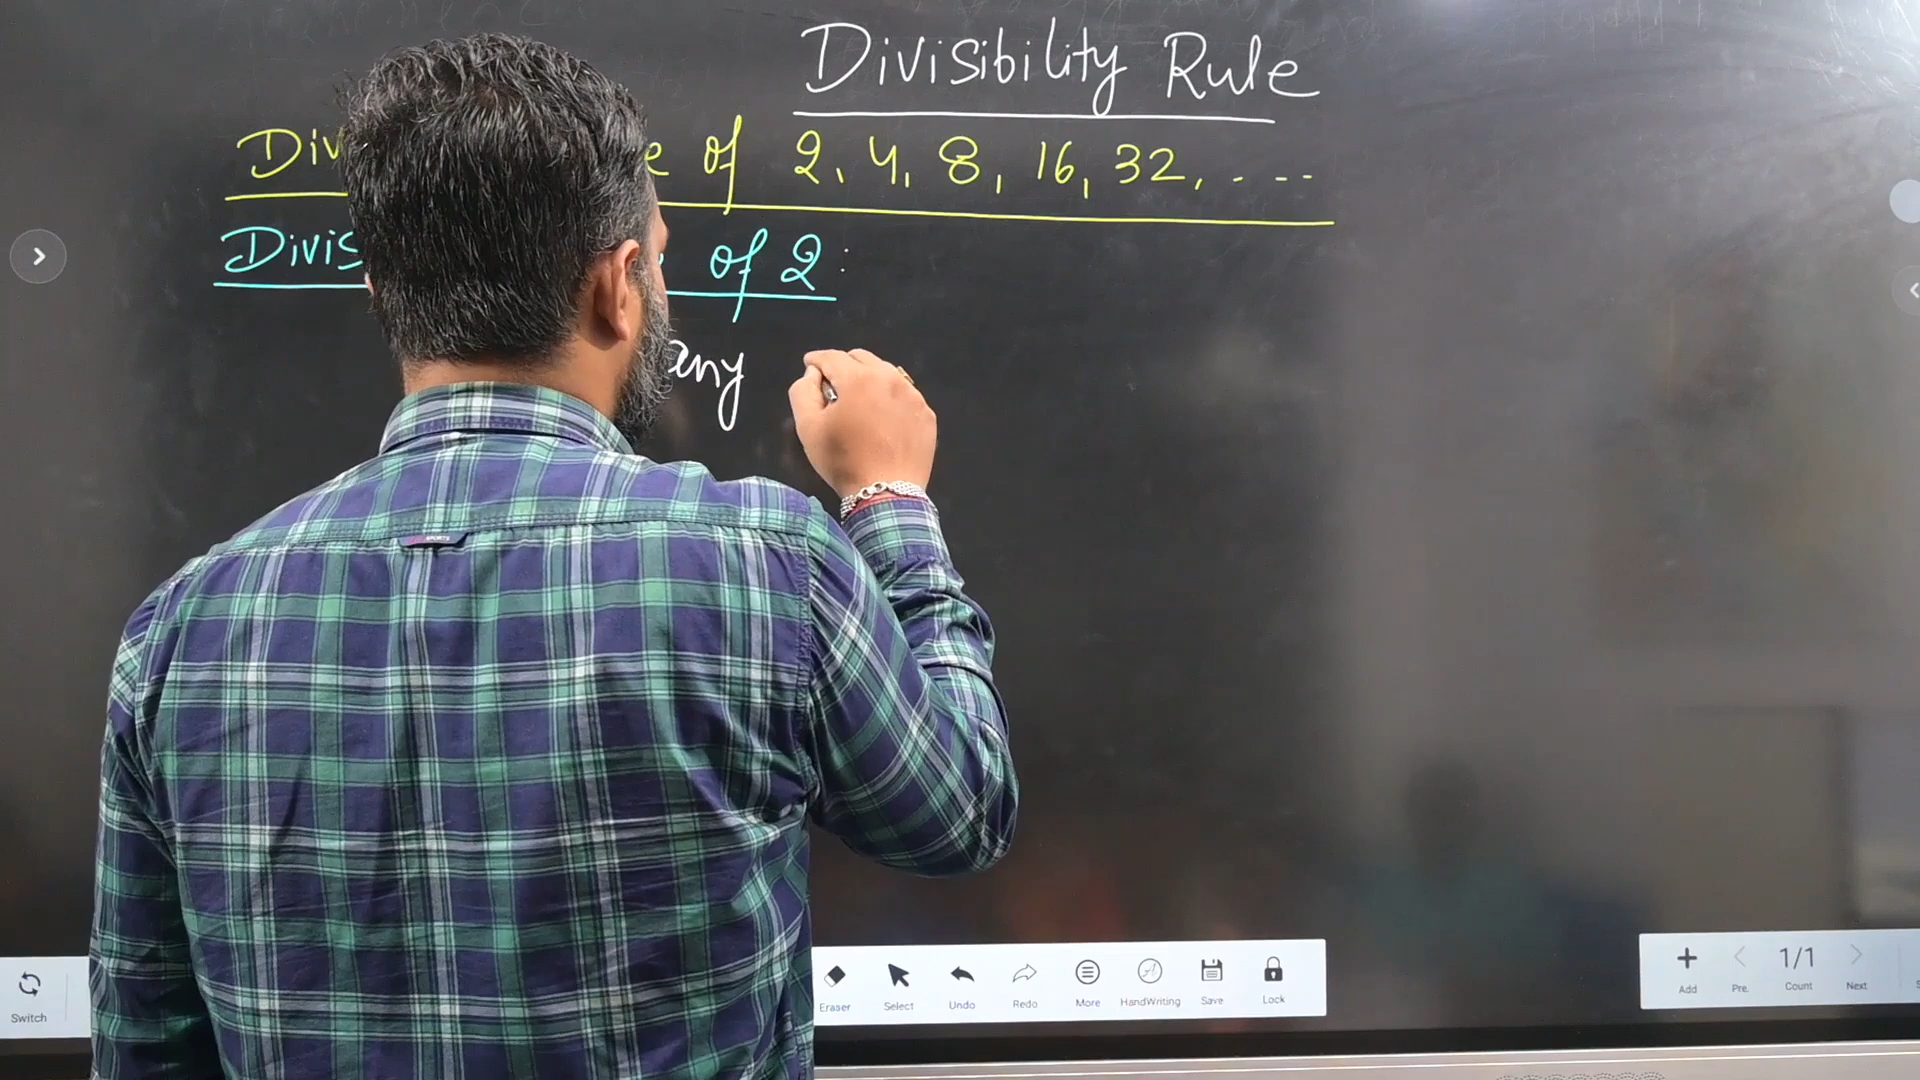 Divisibility Rule
Div of 2, 4, 8, 16, 32, . - --
Divis of 2 :
any
SPORTS
Switch
Eraser Select Undo Redo More HandWriting Save Lock
Add Pre. 1/1 Count Next